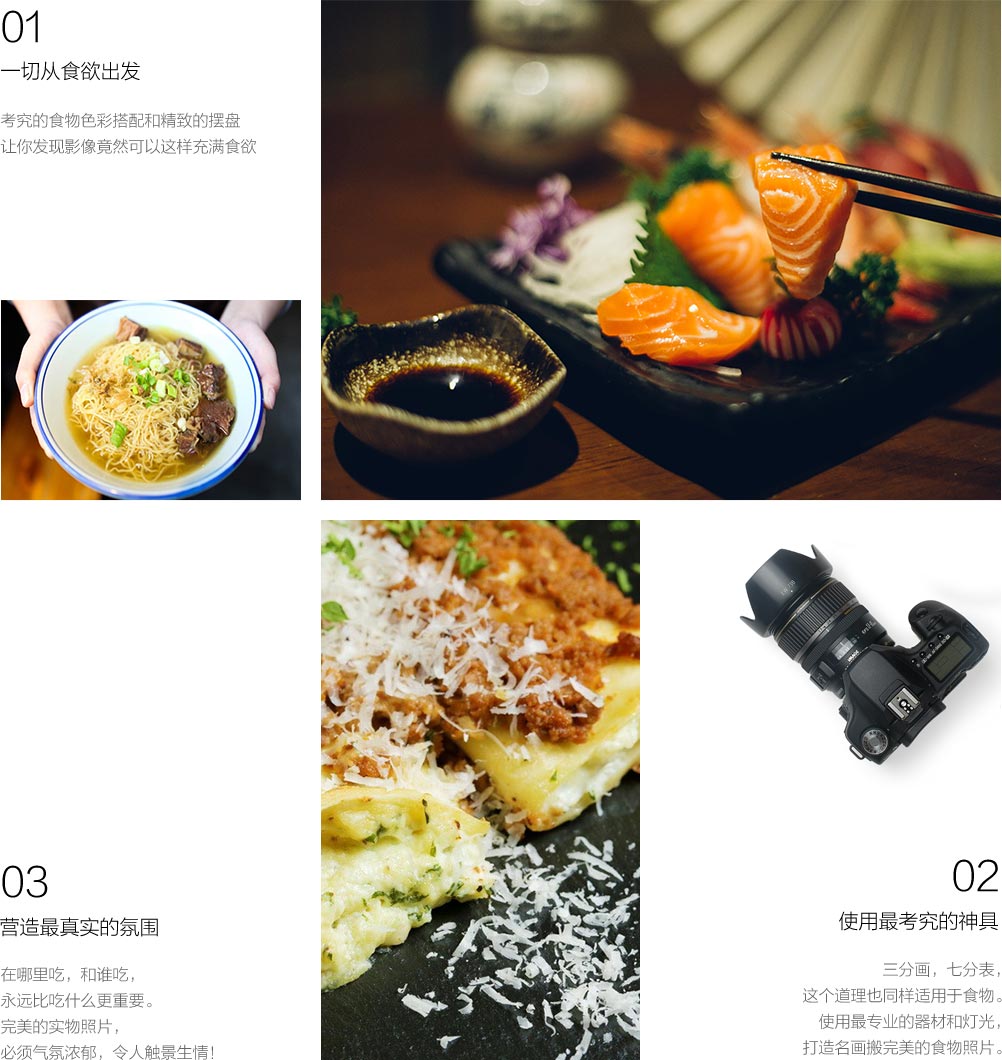 01
一切从食欲出发
考究的食物色彩搭配和精致的摆盘
让你发现影像竟然可以这样充满食欲
02
使用最考究的神具
三分画，七分表，
这个道理也同样适用于食物。
使用最专业的器材和灯光，
打造名画搬完美的食物照片。
03
营造最真实的氛围
在哪里吃，和谁吃，
永远比吃什么更重要。
完美的实物照片，
必须气氛浓郁，令人触景生情！